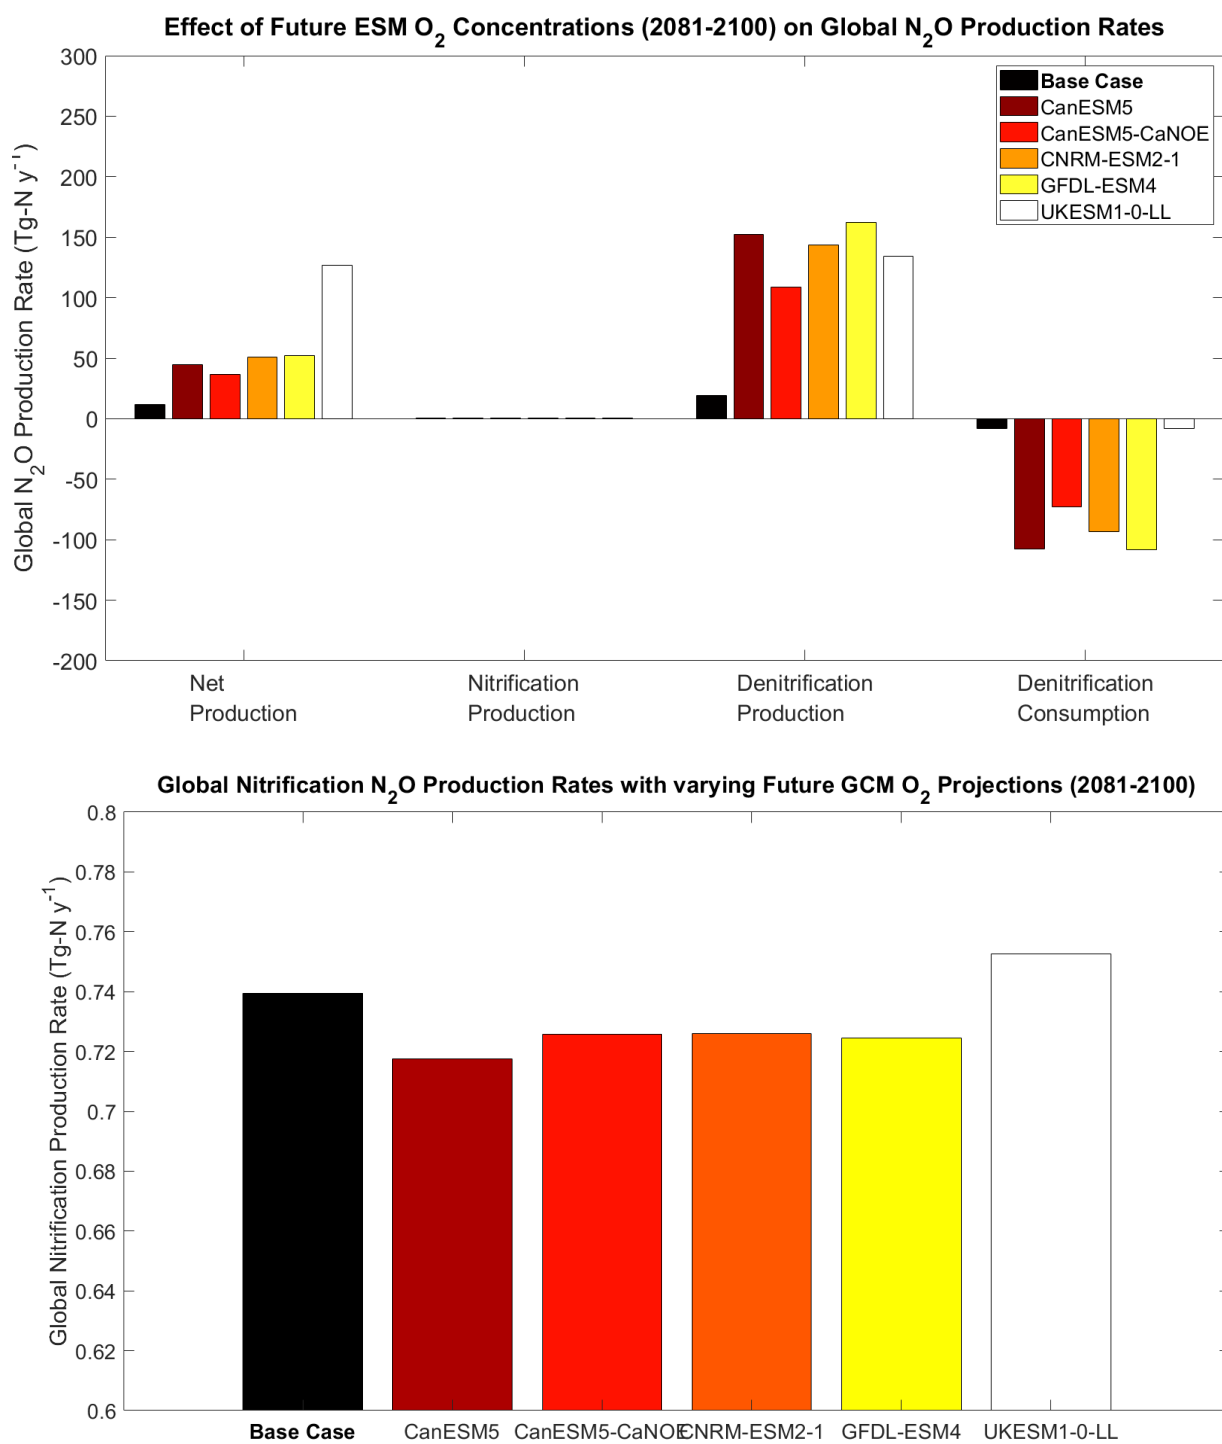 Effect of Future ESM O2 Concentrations (2081-2100) on Global N2O Production Rates
300
250
200
150
100
50
0
-50
-100
-150
-200
Global N2O Production Rate (Tg-N y-1)
Base Case
CanESM5
CanESM5-CaNOE
CNRM-ESM2-1
GFDL-ESM4
UKESM1-0-LL
Net
Production
Nitrification
Production
Denitrification
Production
Denitrification
Consumption
Global Nitrification N2O Production Rates with varying Future GCM O2 Projections (2081-2100)
0.8
0.78
0.76
0.74
0.72
0.7
0.68
0.66
0.64
0.62
0.6
Global Nitrification Production Rate (Tg-N y-1)
Base Case CanESM5 CanESM5-CaNOE CNRM-ESM2-1 GFDL-ESM4 UKESM1-0-LL